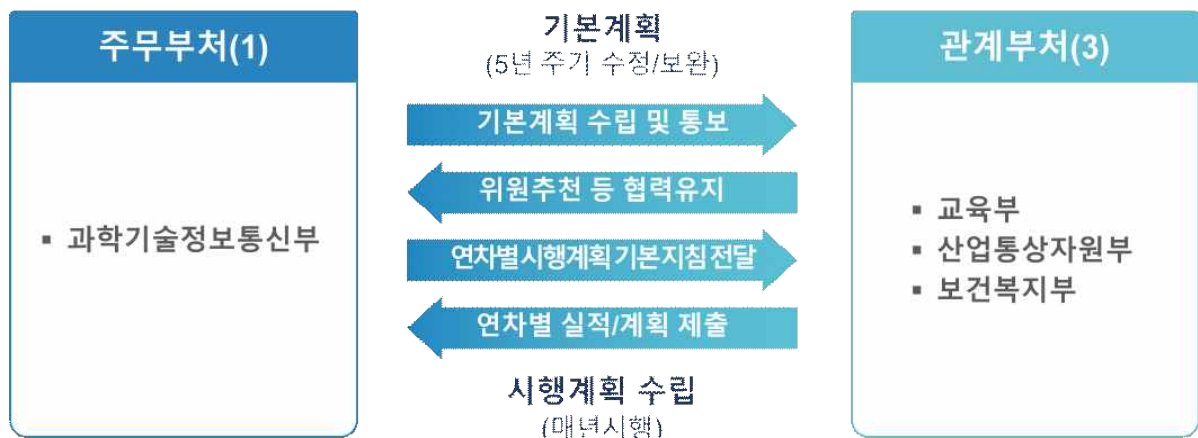 주무부처(1)
▪ 과학기술정보통신부
기본계획
(5년 주기 수정/보완)
기본계획 수립 및 통보
위원추천 등 협력유지
연차별시행계획기본지침전달
연차별 실적/계획 제출
시행계획 수립
(매년시행)
관계부처(3)
▪ 교육부
▪ 산업통상자원부
▪ 보건복지부